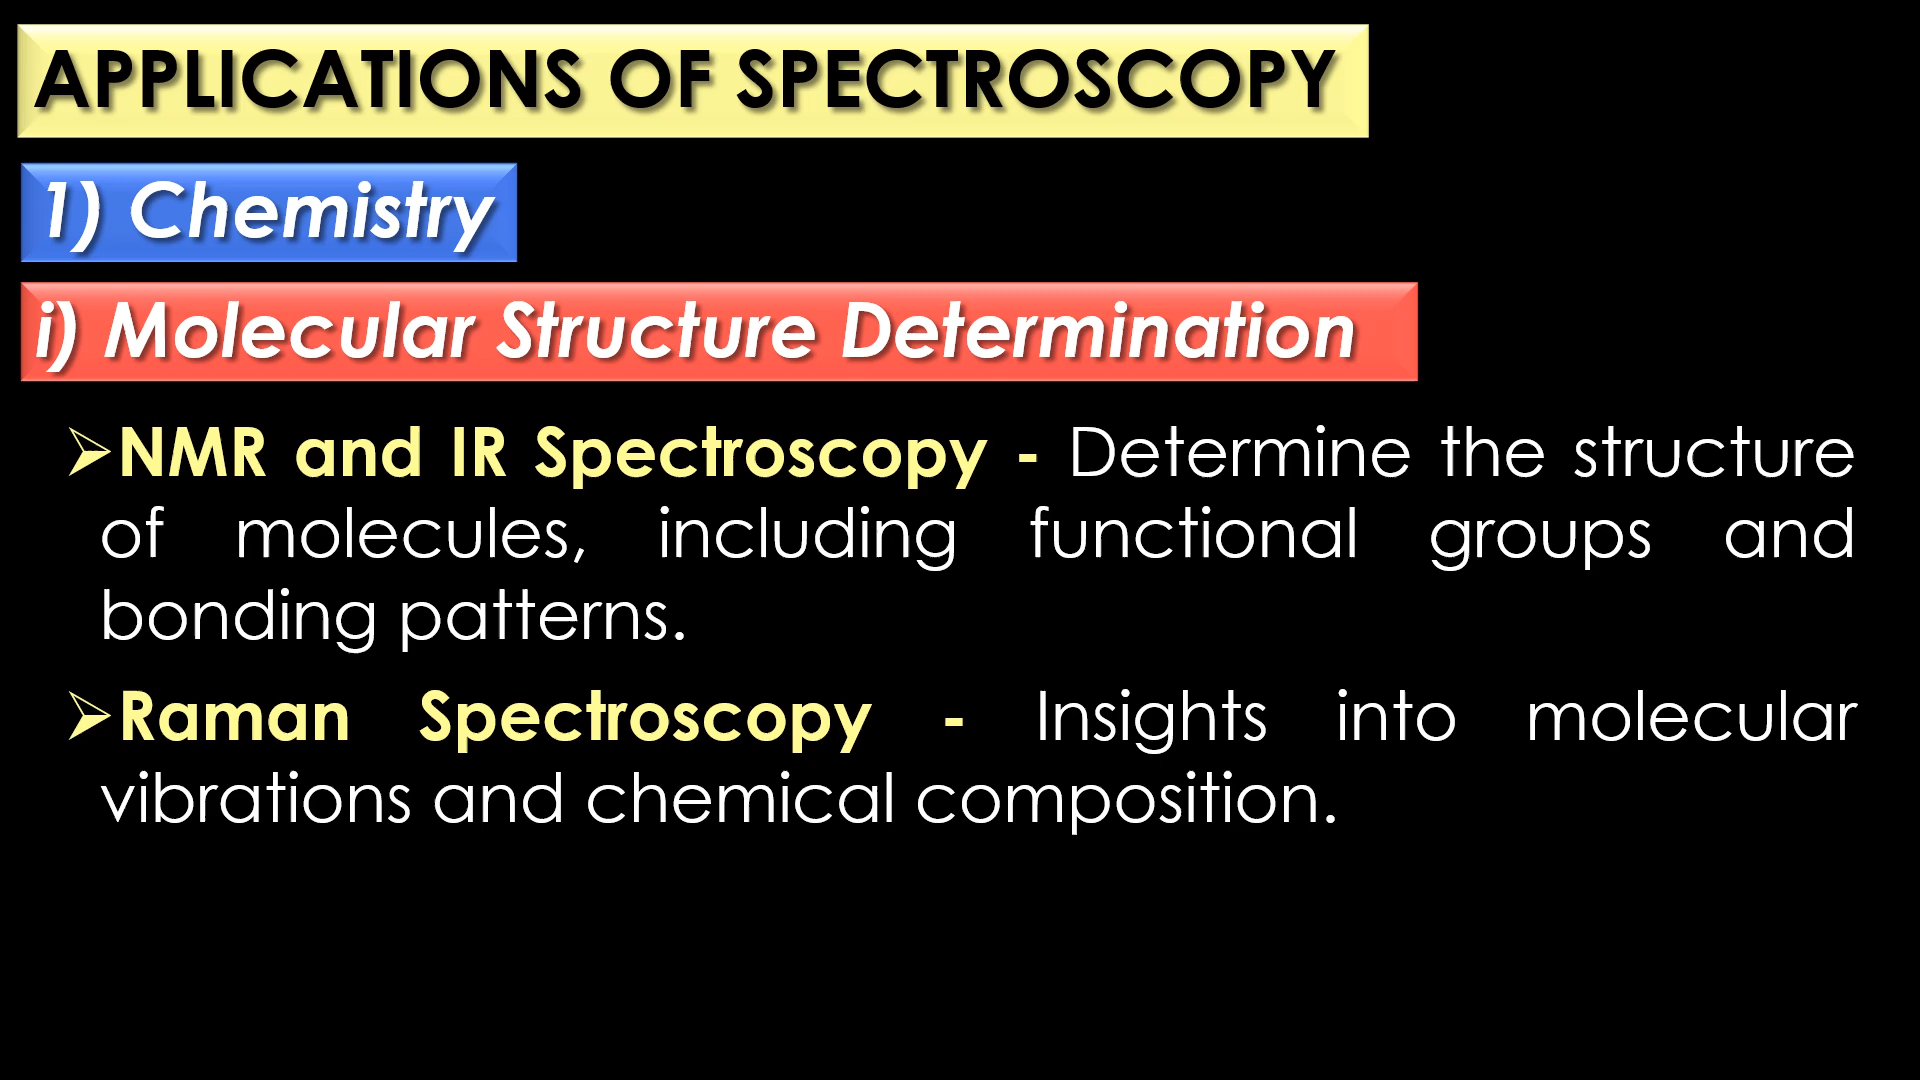 APPLICATIONS OF SPECTROSCOPY
1) Chemistry
i) Molecular Structure Determination
➢NMR and IR Spectroscopy - Determine the structure
of molecules, including functional groups and
bonding patterns.
➢Raman Spectroscopy - Insights into molecular
vibrations and chemical composition.